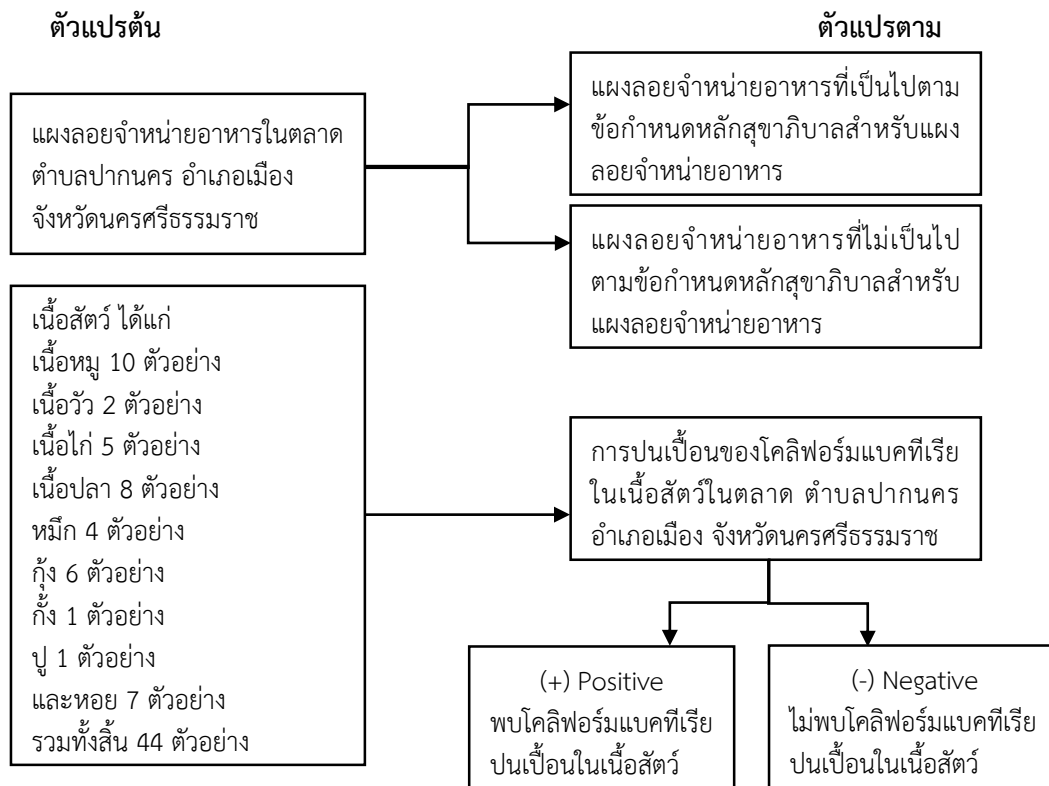 ตัวแปรต้น
ตัวแปรตาม
แผงลอยจำหน่ายอาหารในตลาด
ตำบลปากนคร อำเภอเมือง
จังหวัดนครศรีธรรมราช
แผงลอยจำหน่ายอาหารที่เป็นไปตาม
ข้อกำหนดหลักสุขาภิบาลสำหรับแผง
ลอยจำหน่ายอาหาร
แผงลอยจำหน่ายอาหารที่ไม่เป็นไป
ตามข้อกำหนดหลักสุขาภิบาลสำหรับ
แผงลอยจำหน่ายอาหาร
เนื้อสัตว์ ได้แก่
เนื้อหมู 10 ตัวอย่าง
เนื้อวัว 2 ตัวอย่าง
เนื้อไก่ 5 ตัวอย่าง
เนื้อปลา 8 ตัวอย่าง
หมึก 4 ตัวอย่าง
กุ้ง 6 ตัวอย่าง
กั้ง 1 ตัวอย่าง
ปู 1 ตัวอย่าง
และหอย 7 ตัวอย่าง
รวมทั้งสิ้น 44 ตัวอย่าง
การปนเปื้อนของโคลิฟอร์มแบคทีเรีย
ในเนื้อสัตว์ในตลาด ตำบลปากนคร
อำเภอเมือง จังหวัดนครศรีธรรมราช
(+) Positive
พบโคลิฟอร์มแบคทีเรีย
ปนเปื้อนในเนื้อสัตว์
(-) Negative
ไม่พบโคลิฟอร์มแบคทีเรีย
ปนเปื้อนในเนื้อสัตว์